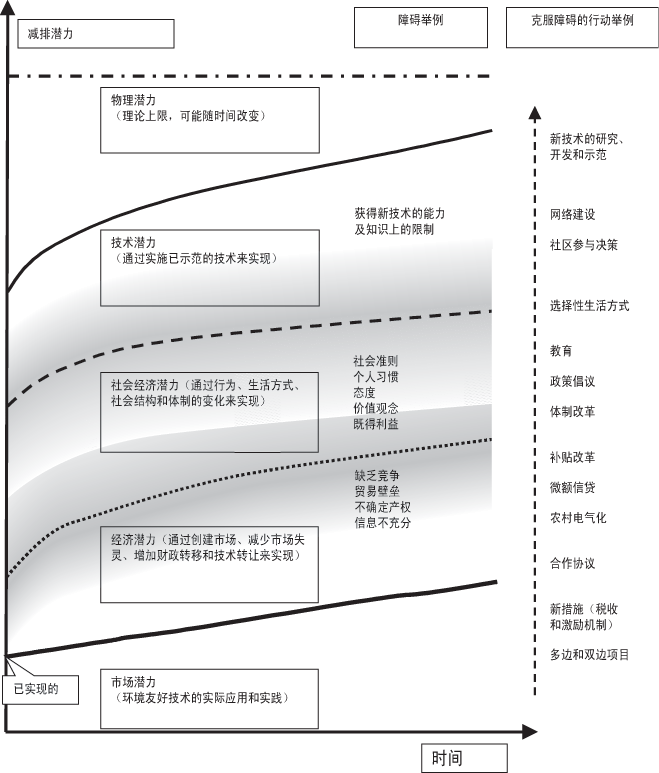 减排潜力
障碍举例
克服障碍的行动举例
物理潜力
（理论上限，可能随时间改变）
新技术的研究、
开发和示范
获得新技术的能力
及知识上的限制
网络建设
技术潜力
（通过实施已示范的技术来实现）
社区参与决策
选择性生活方式
教育
社会准则
个人习惯
态度
价值观念
既得利益
社会经济潜力（通过行为、生活方式、
社会结构和体制的变化来实现）
政策倡议
体制改革
补贴改革
缺乏竞争
贸易壁垒
不确定产权
信息不充分
微额信贷
农村电气化
经济潜力（通过创建市场、减少市场失
灵、增加财政转移和技术转让来实现）
合作协议
新措施（税收
和激励机制）
多边和双边项目
已实现的
市场潜力
（环境友好技术的实际应用和实践）
时间